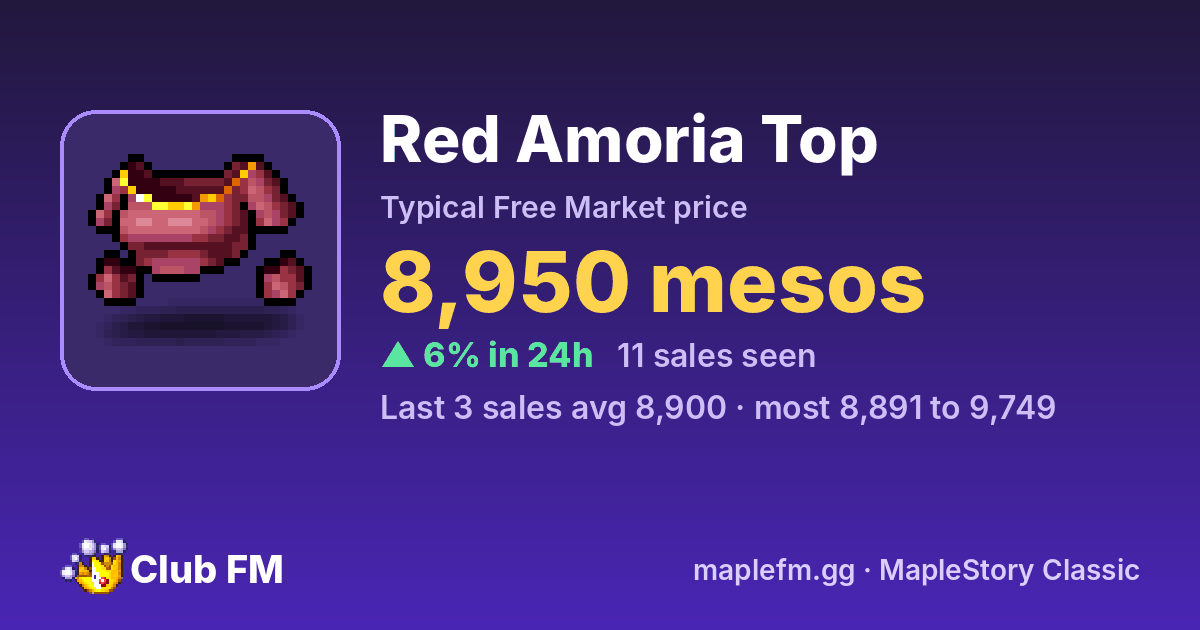 Red Amoria Top
Typical Free Market price
8,950 mesos
▲ 6% in 24h 11 sales seen
Last 3 sales avg 8,900 · most 8,891 to 9,749
Club FM
maplefm.gg · MapleStory Classic